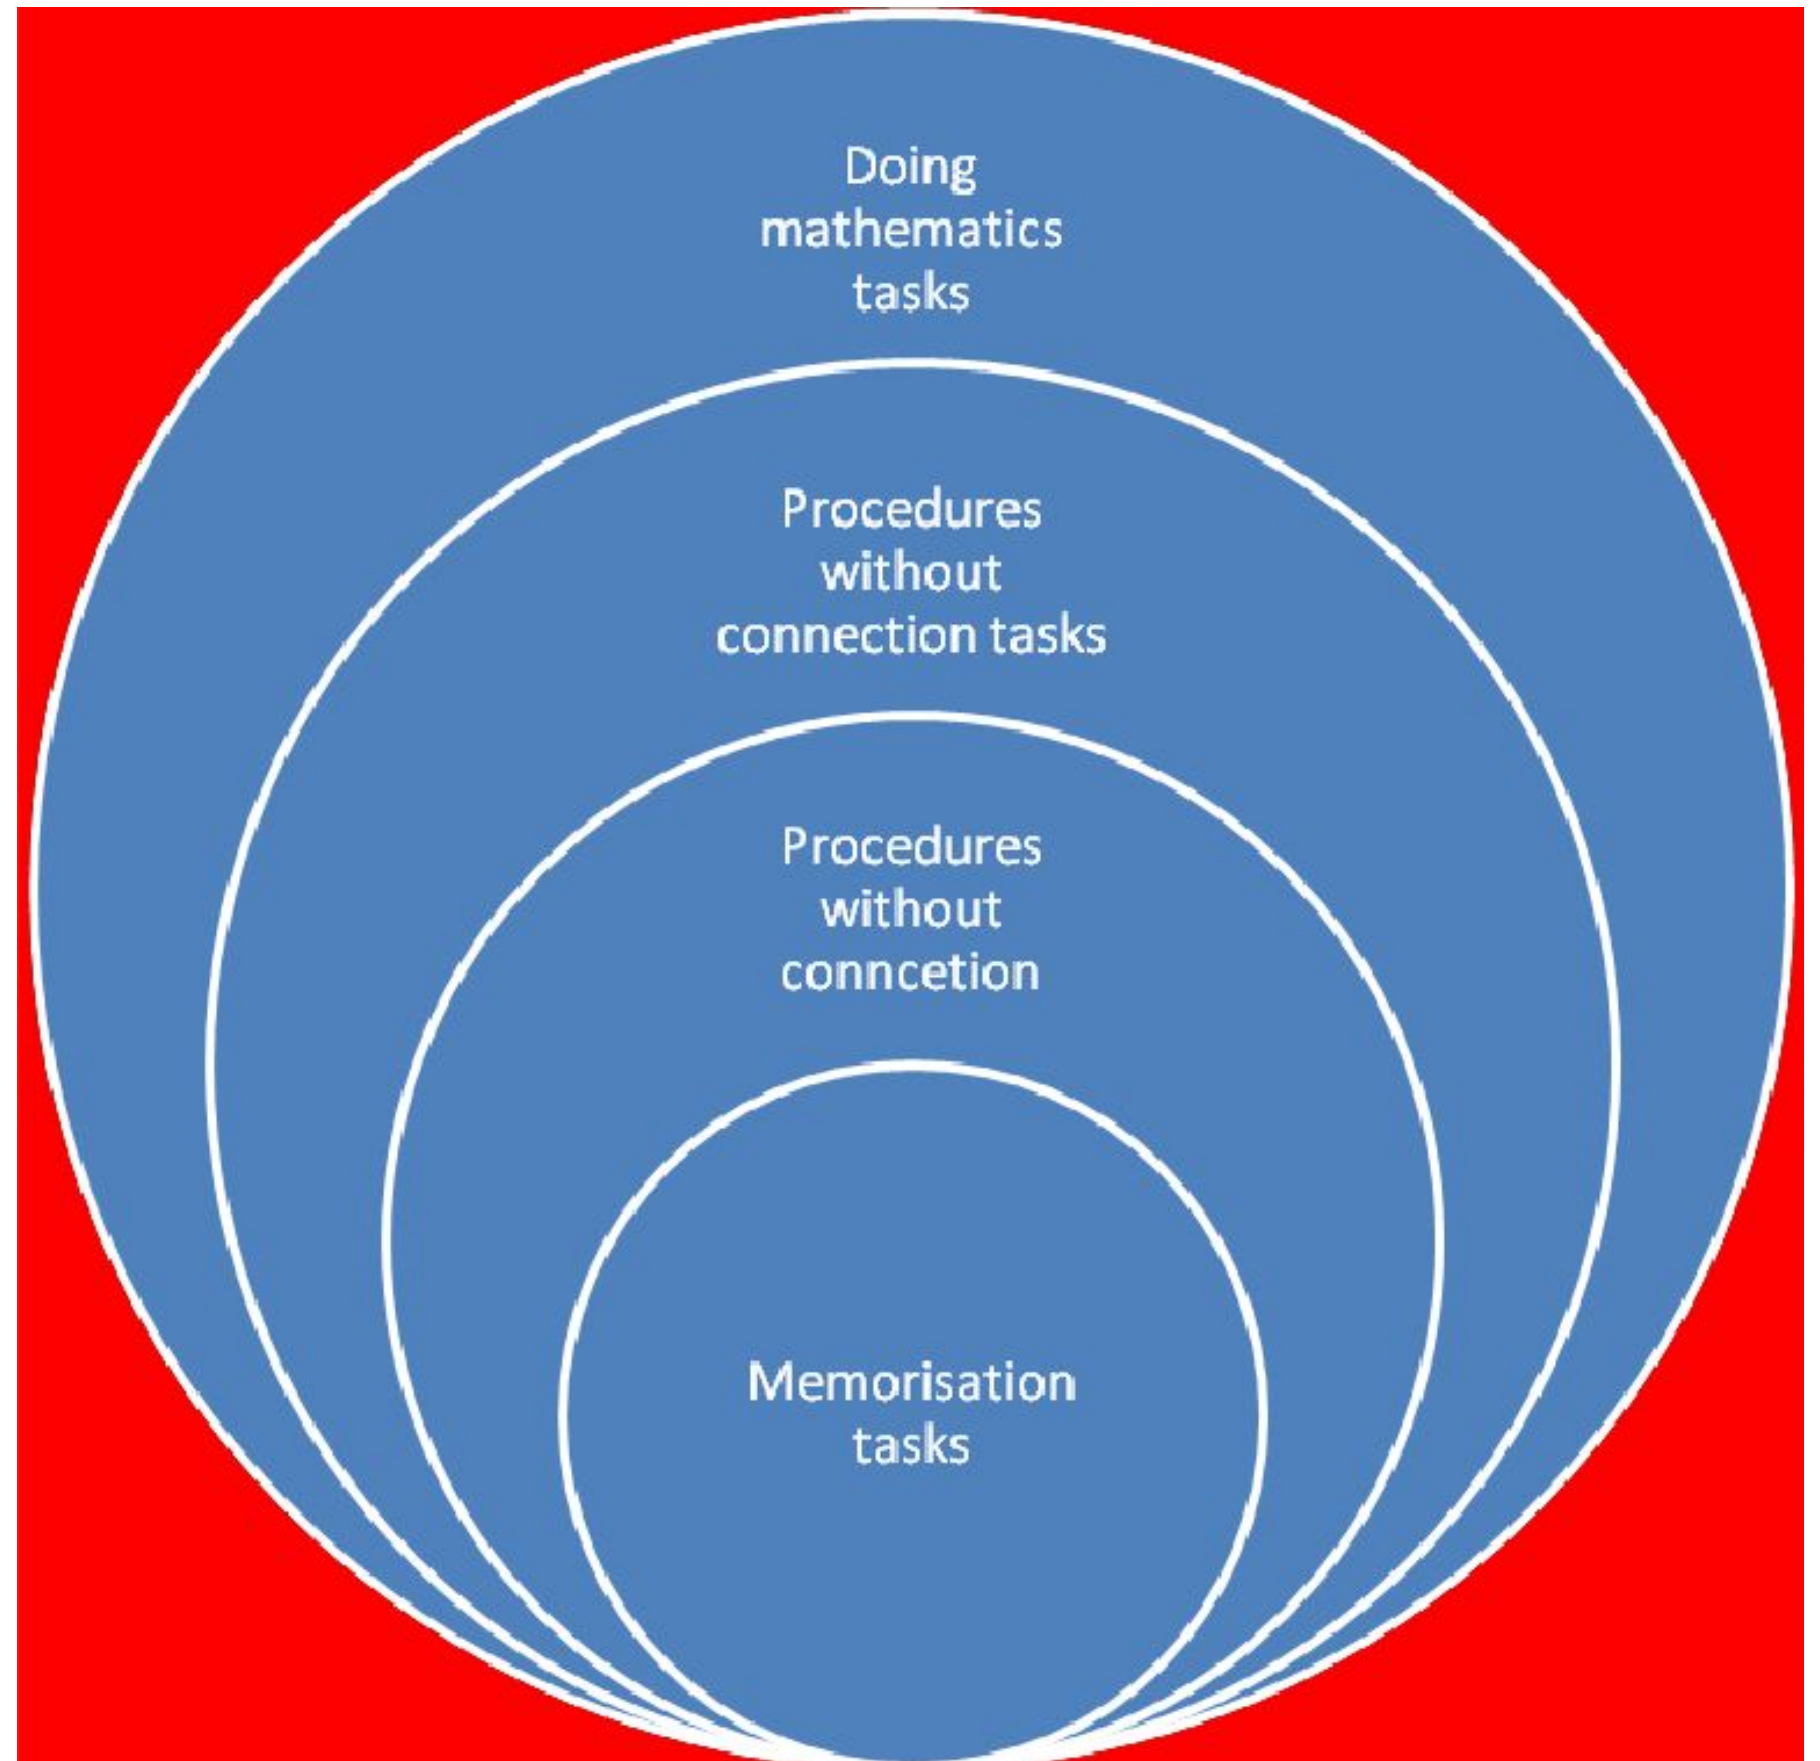 Doing
mathematics
tasks
Procedures
without
connection tasks
Procedures
without
conncetion
Memorisation
tasks